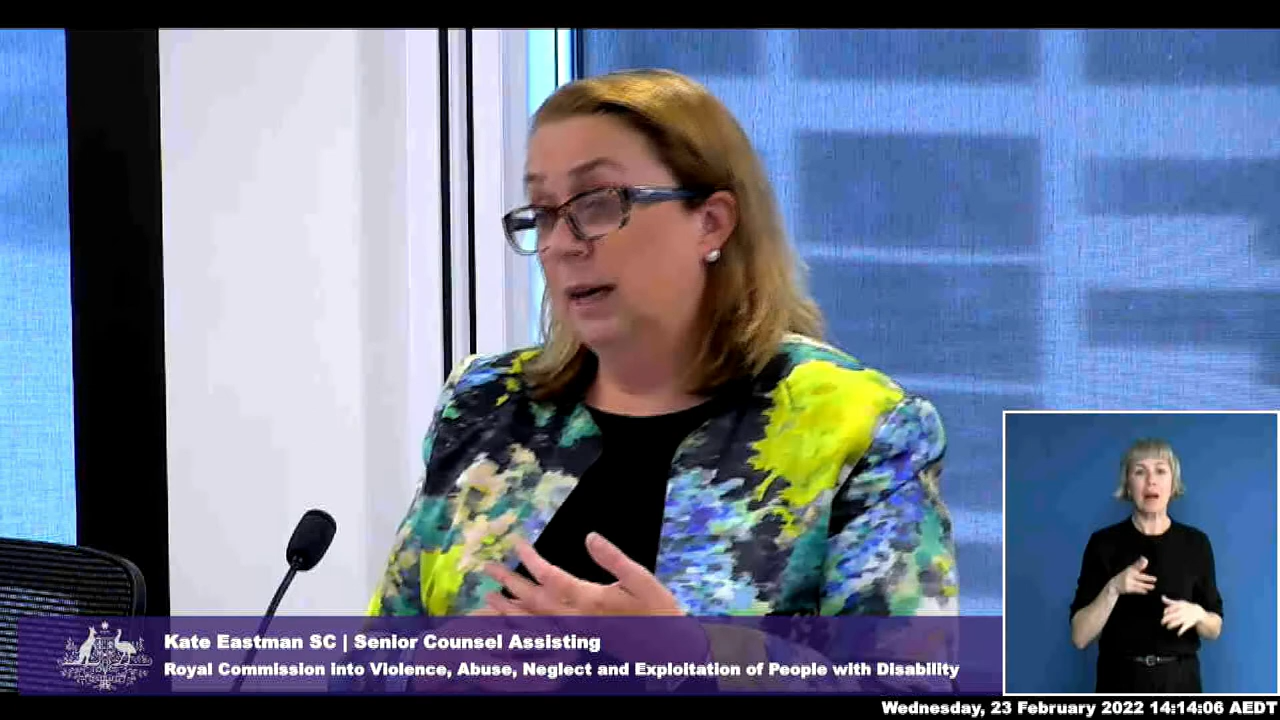 Kate Eastman SC | Senior Counsel Assisting
Royal Commission into Violence, Abuse, Neglect and Exploitation of People with Disability
Wednesday, 23 February 2022 14:14:06 AEDT